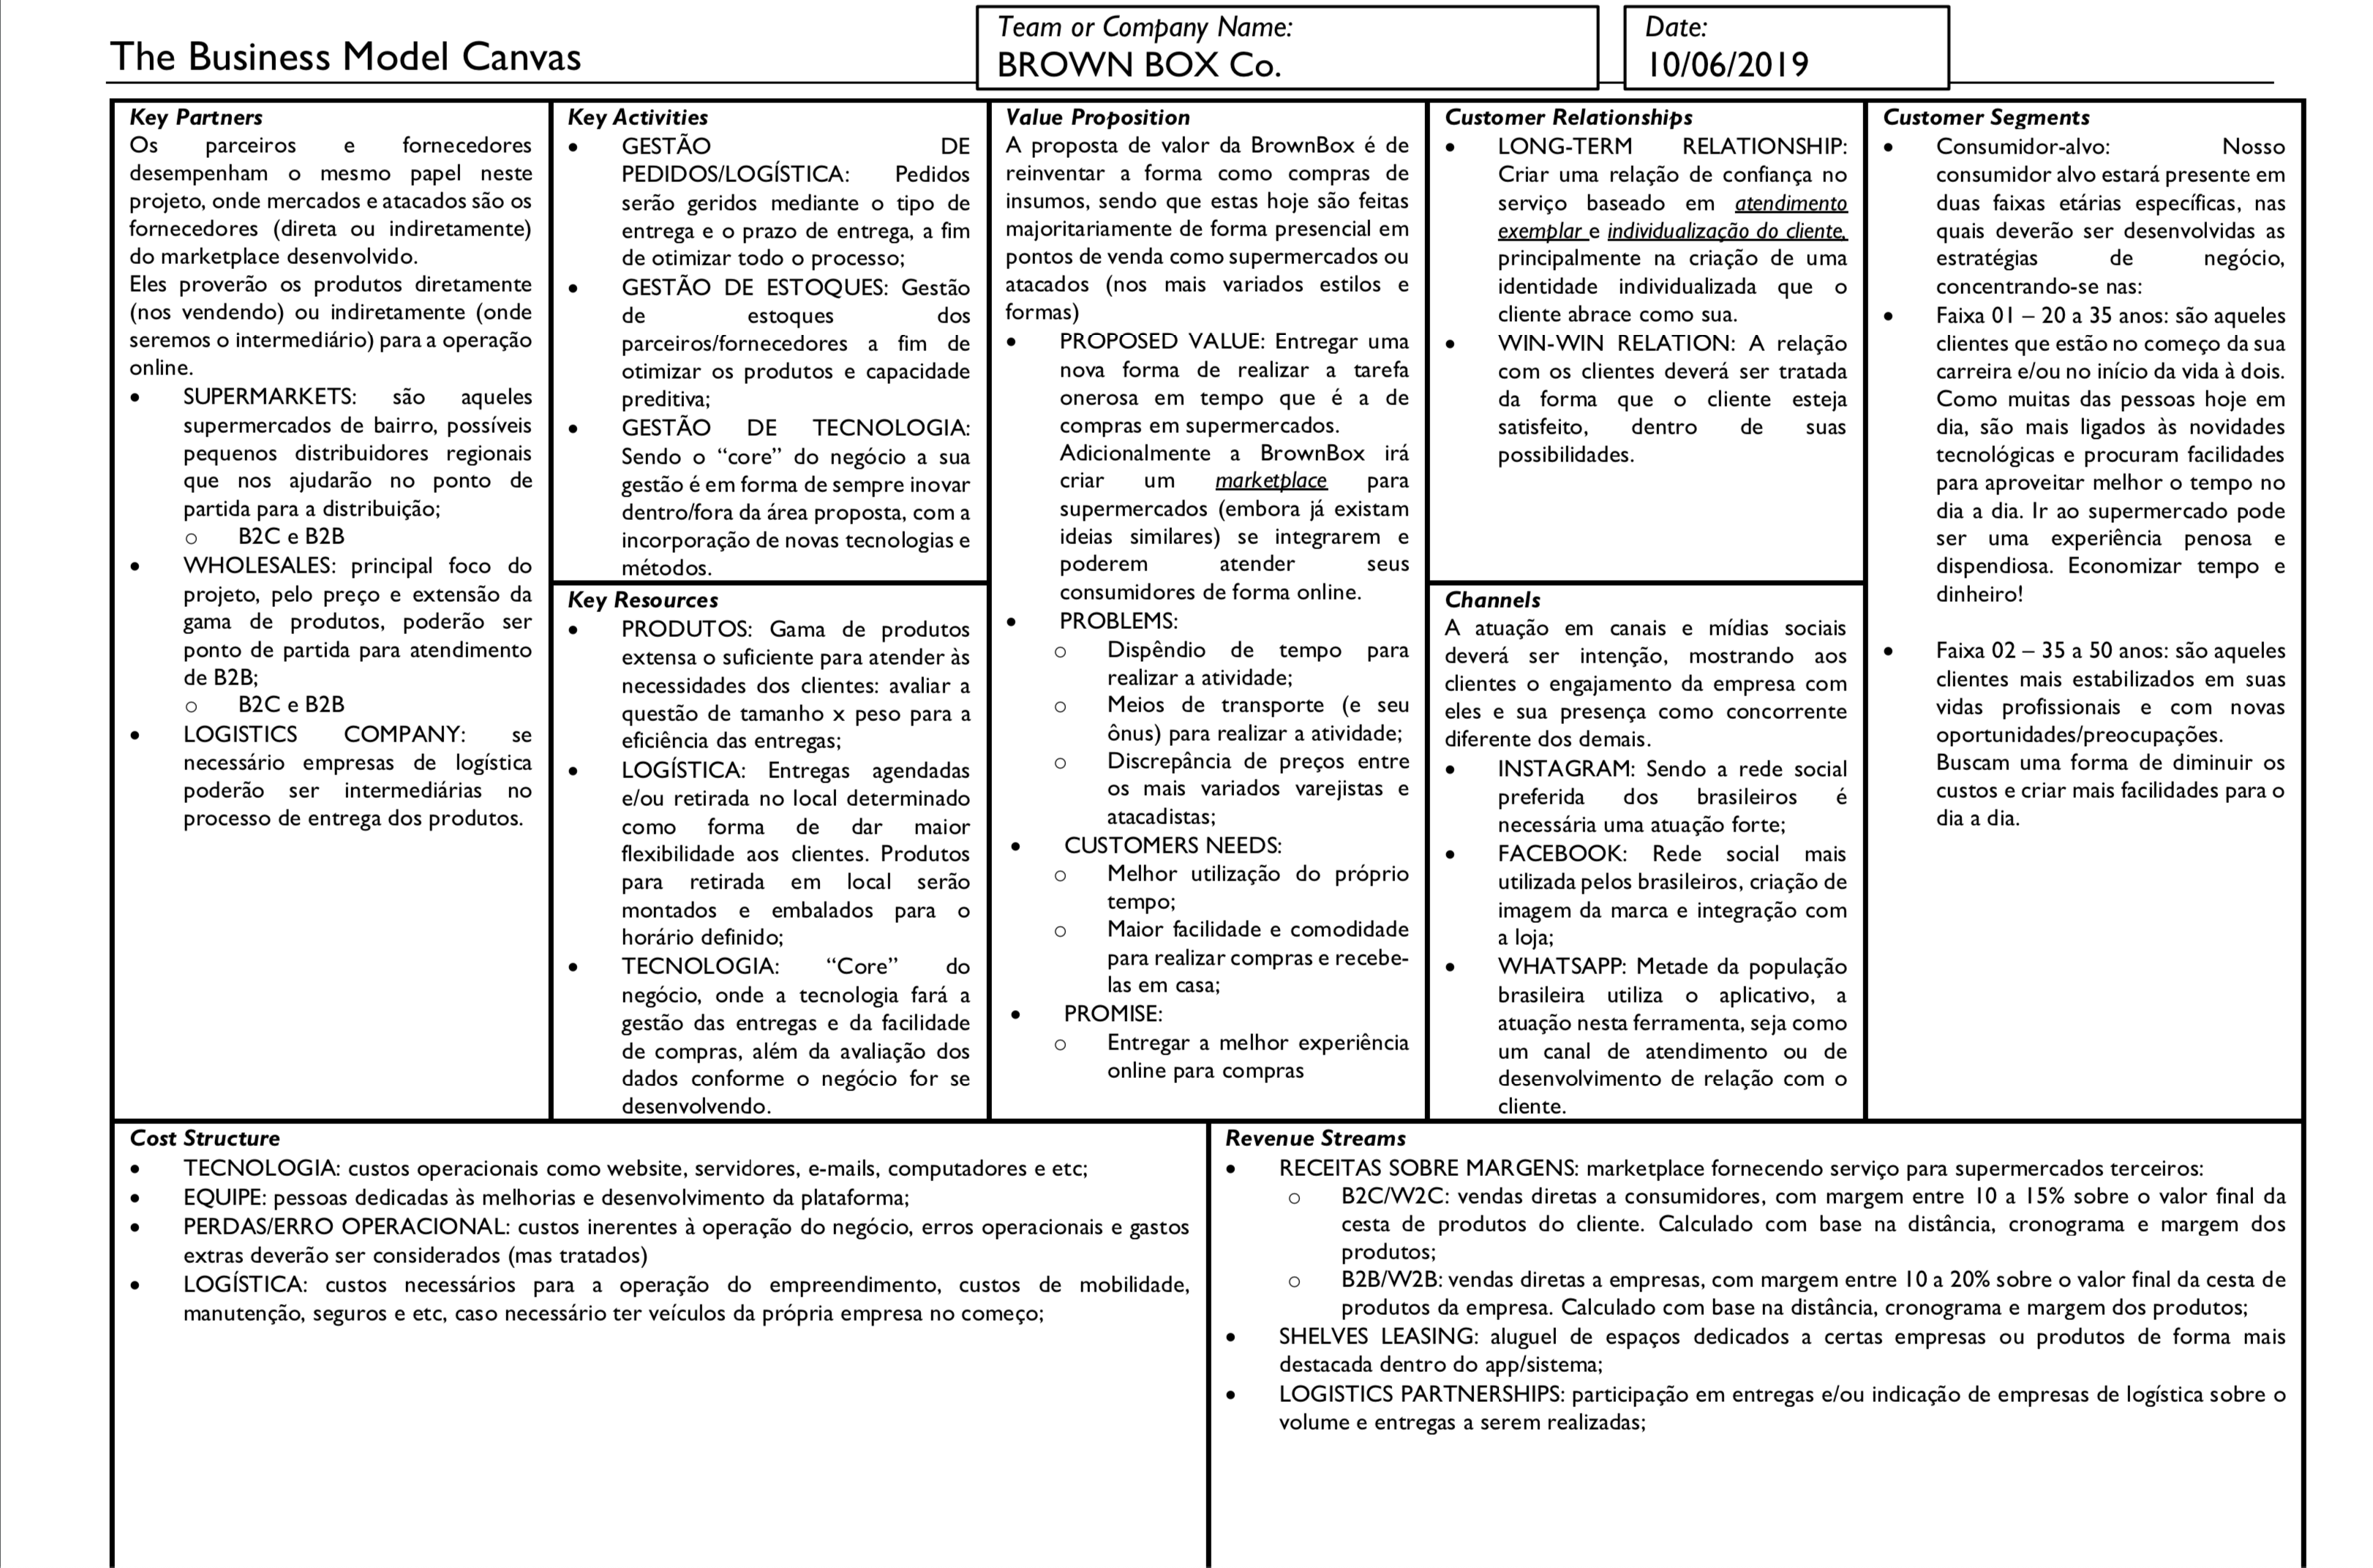 The Business Model Canvas
Team or Company Name:
BROWN BOX Co.
Date:
10/06/2019
Key Partners
Os parceiros e fornecedores
desempenham o mesmo papel neste
projeto, onde mercados e atacados são os
fornecedores (direta ou indiretamente)
do marketplace desenvolvido.
Eles proverão os produtos diretamente
(nos vendendo) ou indiretamente (onde
seremos o intermediário) para a operação
online.
• SUPERMARKETS: são aqueles
supermercados de bairro, possíveis
pequenos distribuidores regionais
que nos ajudarão no ponto de
partida para a distribuição;
○ B2C e B2B
• WHOLESALES: principal foco do
projeto, pelo preço e extensão da
gama de produtos, poderão ser
ponto de partida para atendimento
de B2B;
○ B2C e B2B
• LOGISTICS COMPANY: se
necessário empresas de logística
poderão ser intermediárias no
processo de entrega dos produtos.
Key Activities
• GESTÃO DE
PEDIDOS/LOGÍSTICA: Pedidos
serão geridos mediante o tipo de
entrega e o prazo de entrega, a fim
de otimizar todo o processo;
• GESTÃO DE ESTOQUES: Gestão
de estoques dos
parceiros/fornecedores a fim de
otimizar os produtos e capacidade
preditiva;
• GESTÃO DE TECNOLOGIA:
Sendo o “core” do negócio a sua
gestão é em forma de sempre inovar
dentro/fora da área proposta, com a
incorporação de novas tecnologias e
métodos.
Key Resources
• PRODUTOS: Gama de produtos
extensa o suficiente para atender às
necessidades dos clientes: avaliar a
questão de tamanho x peso para a
eficiência das entregas;
• LOGÍSTICA: Entregas agendadas
e/ou retirada no local determinado
como forma de dar maior
flexibilidade aos clientes. Produtos
para retirada em local serão
montados e embalados para o
horário definido;
• TECNOLOGIA: “Core” do
negócio, onde a tecnologia fará a
gestão das entregas e da facilidade
de compras, além da avaliação dos
dados conforme o negócio for se
desenvolvendo.
Value Proposition
A proposta de valor da BrownBox é de
reinventar a forma como compras de
insumos, sendo que estas hoje são feitas
majoritariamente de forma presencial em
pontos de venda como supermercados ou
atacados (nos mais variados estilos e
formas)
• PROPOSED VALUE: Entregar uma
nova forma de realizar a tarefa
onerosa em tempo que é a de
compras em supermercados.
Adicionalmente a BrownBox irá
criar um marketplace para
supermercados (embora já existam
ideias similares) se integrarem e
poderem atender seus
consumidores de forma online.
• PROBLEMS:
○ Dispêndio de tempo para
realizar a atividade;
○ Meios de transporte (e seu
ônus) para realizar a atividade;
○ Discrepância de preços entre
os mais variados varejistas e
atacadistas;
• CUSTOMERS NEEDS:
○ Melhor utilização do próprio
tempo;
○ Maior facilidade e comodidade
para realizar compras e recebe-
las em casa;
• PROMISE:
○ Entregar a melhor experiência
online para compras
Customer Relationships
• LONG-TERM RELATIONSHIP:
Criar uma relação de confiança no
serviço baseado em atendimento
exemplar e individualização do cliente,
principalmente na criação de uma
identidade individualizada que o
cliente abrace como sua.
• WIN-WIN RELATION: A relação
com os clientes deverá ser tratada
da forma que o cliente esteja
satisfeito, dentro de suas
possibilidades.
Channels
A atuação em canais e mídias sociais
deverá ser intenção, mostrando aos
clientes o engajamento da empresa com
eles e sua presença como concorrente
diferente dos demais.
• INSTAGRAM: Sendo a rede social
preferida dos brasileiros é
necessária uma atuação forte;
• FACEBOOK: Rede social mais
utilizada pelos brasileiros, criação de
imagem da marca e integração com
a loja;
• WHATSAPP: Metade da população
brasileira utiliza o aplicativo, a
atuação nesta ferramenta, seja como
um canal de atendimento ou de
desenvolvimento de relação com o
cliente.
Customer Segments
• Consumidor-alvo: Nosso
consumidor alvo estará presente em
duas faixas etárias específicas, nas
quais deverão ser desenvolvidas as
estratégias de negócio,
concentrando-se nas:
• Faixa 01 – 20 a 35 anos: são aqueles
clientes que estão no começo da sua
carreira e/ou no início da vida à dois.
Como muitas das pessoas hoje em
dia, são mais ligados às novidades
tecnológicas e procuram facilidades
para aproveitar melhor o tempo no
dia a dia. Ir ao supermercado pode
ser uma experiência penosa e
dispendiosa. Economizar tempo e
dinheiro!
• Faixa 02 – 35 a 50 anos: são aqueles
clientes mais estabilizados em suas
vidas profissionais e com novas
oportunidades/preocupações.
Buscam uma forma de diminuir os
custos e criar mais facilidades para o
dia a dia.
Cost Structure
• TECNOLOGIA: custos operacionais como website, servidores, e-mails, computadores e etc;
• EQUIPE: pessoas dedicadas às melhorias e desenvolvimento da plataforma;
• PERDAS/ERRO OPERACIONAL: custos inerentes à operação do negócio, erros operacionais e gastos
extras deverão ser considerados (mas tratados)
• LOGÍSTICA: custos necessários para a operação do empreendimento, custos de mobilidade,
manutenção, seguros e etc, caso necessário ter veículos da própria empresa no começo;
Revenue Streams
• RECEITAS SOBRE MARGENS: marketplace fornecendo serviço para supermercados terceiros:
○ B2C/W2C: vendas diretas a consumidores, com margem entre 10 a 15% sobre o valor final da
cesta de produtos do cliente. Calculado com base na distância, cronograma e margem dos
produtos;
○ B2B/W2B: vendas diretas a empresas, com margem entre 10 a 20% sobre o valor final da cesta de
produtos da empresa. Calculado com base na distância, cronograma e margem dos produtos;
• SHELVES LEASING: aluguel de espaços dedicados a certas empresas ou produtos de forma mais
destacada dentro do app/sistema;
• LOGISTICS PARTNERSHIPS: participação em entregas e/ou indicação de empresas de logística sobre o
volume e entregas a serem realizadas;